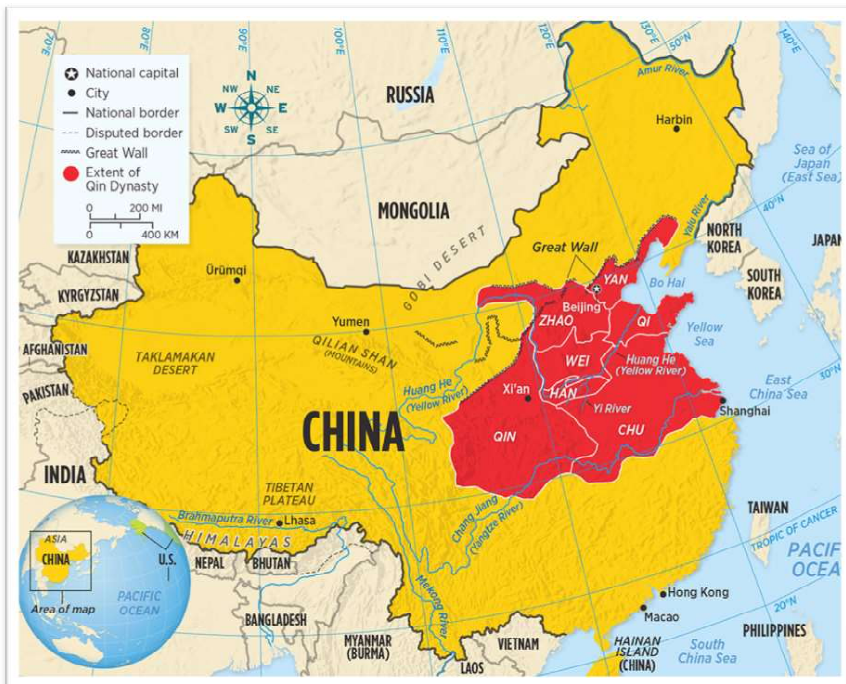 70°E
80°E
90°E
100°E
110°E
120°E
130°E
50°N
140°E
National capital
City
National border
Disputed border
Great Wall
Extent of
Qin Dynasty
0 200 MI
0 400 KM
N
NW NE
W E
SW SE
S
RUSSIA
Amur River
Harbin
Sea of
Japan
(East Sea)
40°N
MONGOLIA
Yalu River
NORTH
KOREA
JAPA
SOUTH
KOREA
KAZAKHSTAN
KYRGYZSTAN
AFGHANISTAN
PAKISTAN
INDIA
Ürümqi
GOBI DESERT
Great Wall
YAN
Bo Hai
Beijing
ZHAO
QI
Yellow
Sea
Yumen
QILIAN SHAN
(MOUNTAINS)
TAKLAMAKAN
DESERT
WEI
Huang He
(Yellow River)
Huang He
(Yellow River)
Xi'an
HAN
Yi River
East
China Sea
30°N
Shanghai
CHINA
QIN
CHU
TIBETAN
PLATEAU
Brahmaputra River
Lhasa
HIMALAYAS
Chang Jiang
(Yangtze River)
TAIWAN
TROPIC OF CANCER
PACIF
OCEA
NEPAL
BHUTAN
Mekong River
BANGLADESH
Hong Kong
Macao
20°N
MYANMAR
(BURMA)
VIETNAM
LAOS
HAINAN
ISLAND
(CHINA)
South
China Sea
PHILIPPINES
ASIA
CHINA
U.S.
PACIFIC
OCEAN
Area of map